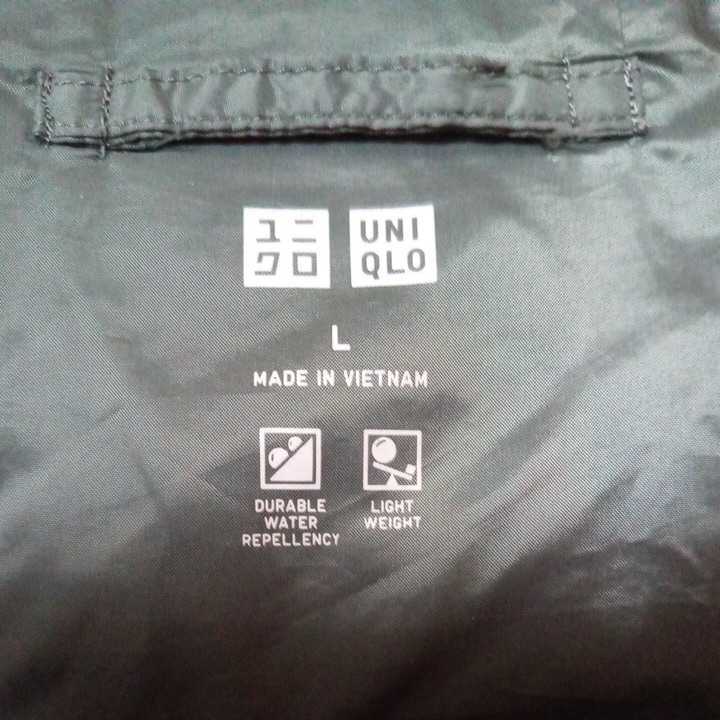 ユニ
クロ
UNI
QLO
L
MADE IN VIETNAM
DURABLE
WATER
REPELLENCY
LIGHT
WEIGHT